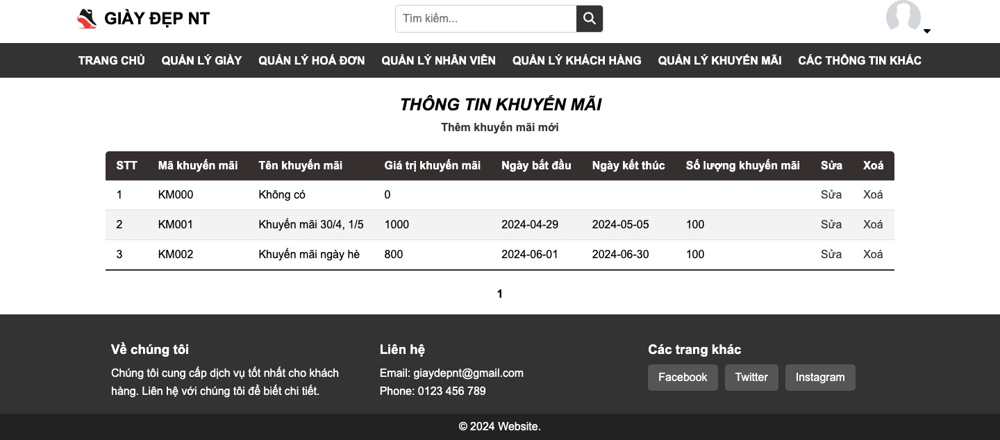 GIÀY ĐẸP NT
Tìm kiếm...
TRANG CHỦ QUẢN LÝ GIÀY QUẢN LÝ HOÁ ĐƠN QUẢN LÝ NHÂN VIÊN QUẢN LÝ KHÁCH HÀNG QUẢN LÝ KHUYẾN MÃI CÁC THÔNG TIN KHÁC
THÔNG TIN KHUYẾN MÃI
Thêm khuyến mãi mới
STT Mã khuyến mãi Tên khuyến mãi Giá trị khuyến mãi Ngày bắt đầu Ngày kết thúc Số lượng khuyến mãi Sửa Xoá
1 KM000 Không có 0 Sửa Xoá
2 KM001 Khuyến mãi 30/4, 1/5 1000 2024-04-29 2024-05-05 100 Sửa Xoá
3 KM002 Khuyến mãi ngày hè 800 2024-06-01 2024-06-30 100 Sửa Xoá
1
Về chúng tôi
Chúng tôi cung cấp dịch vụ tốt nhất cho khách
hàng. Liên hệ với chúng tôi để biết chi tiết.
Liên hệ
Email: giaydepnt@gmail.com
Phone: 0123 456 789
Các trang khác
Facebook Twitter Instagram
© 2024 Website.